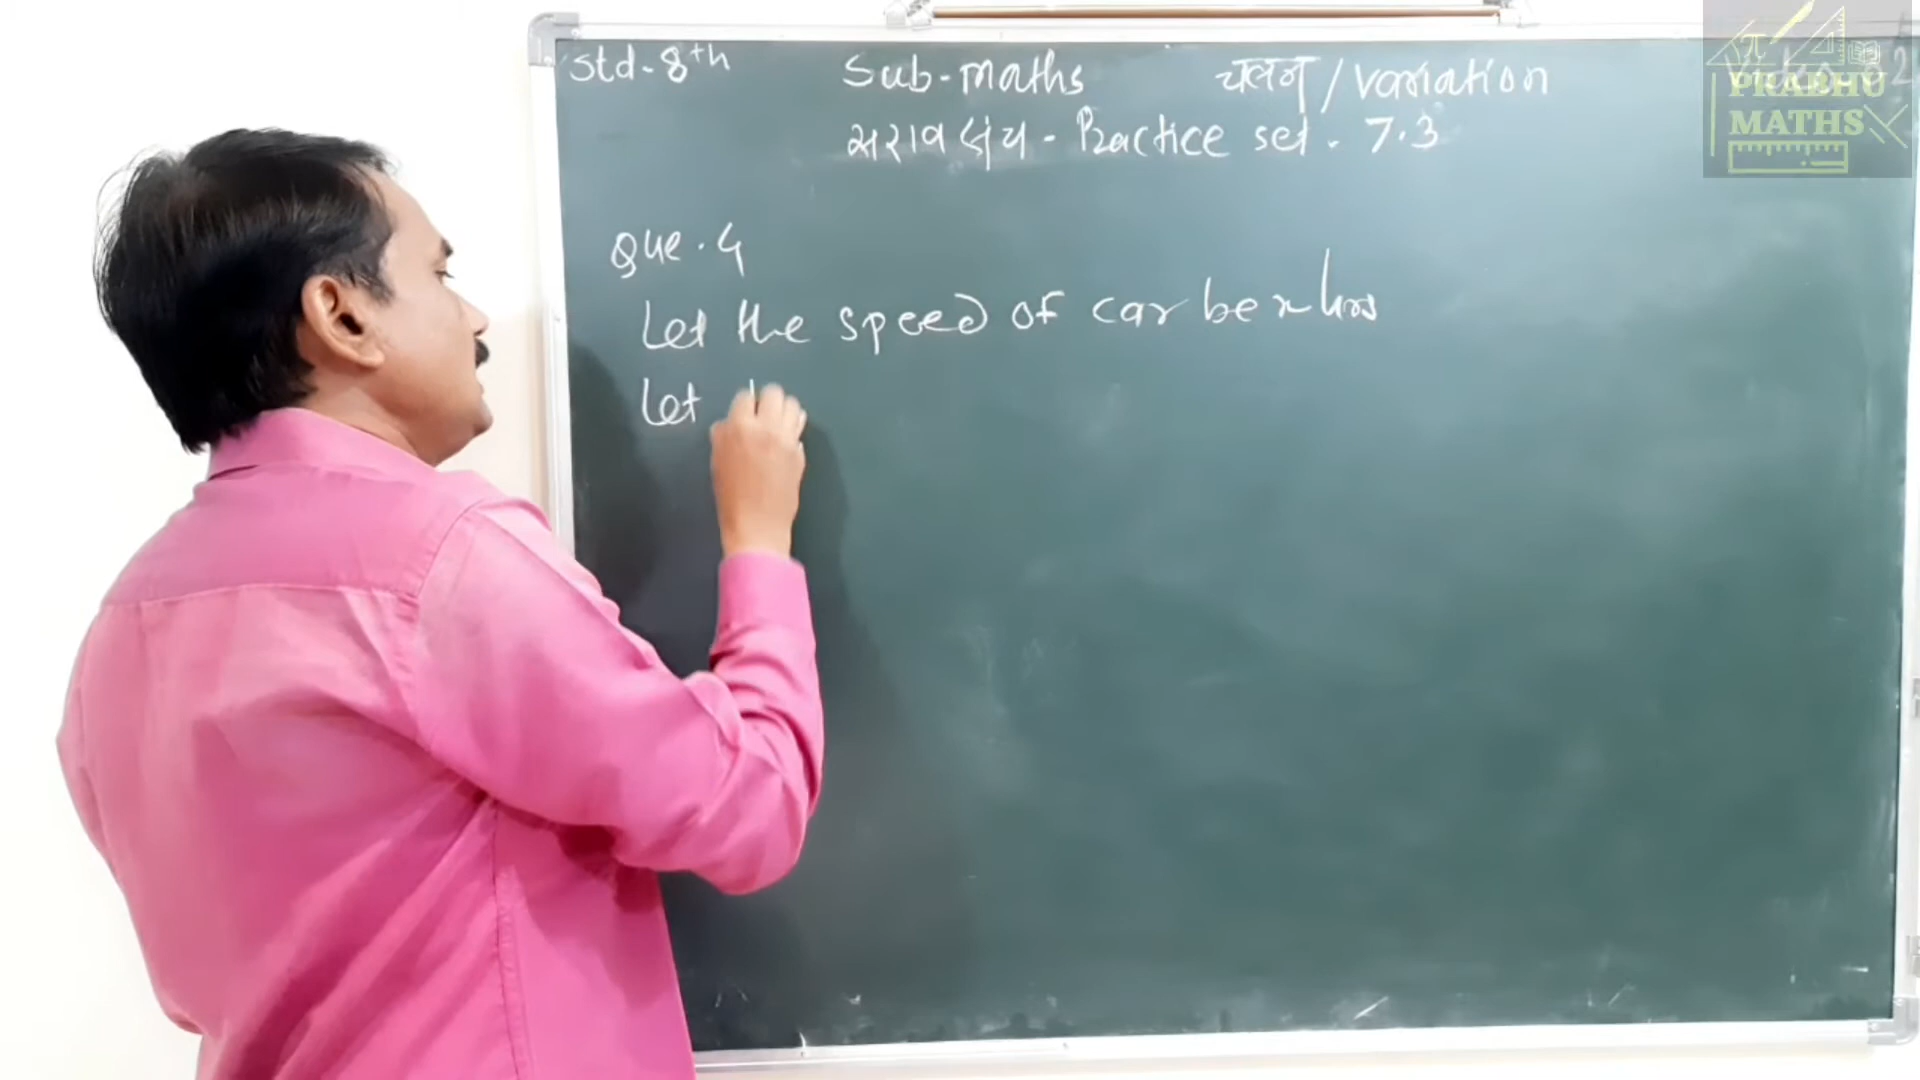 std - 8th Sub - maths चलन / variation
सरावसंच - Practice set - 7.3
PRABHU
MATHS
Que. 4
Let the speed of car be x hrs
Let